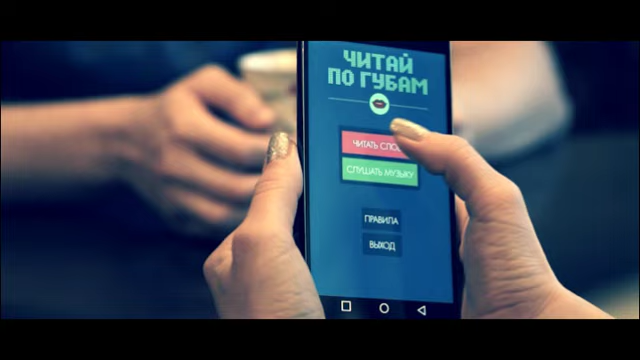 ЧИТАЙ
ПО ГУБАМ
ЧИТАТЬ
СЛУШАТЬ МУЗЫКУ
ПРАВИЛА
ВЫХОД